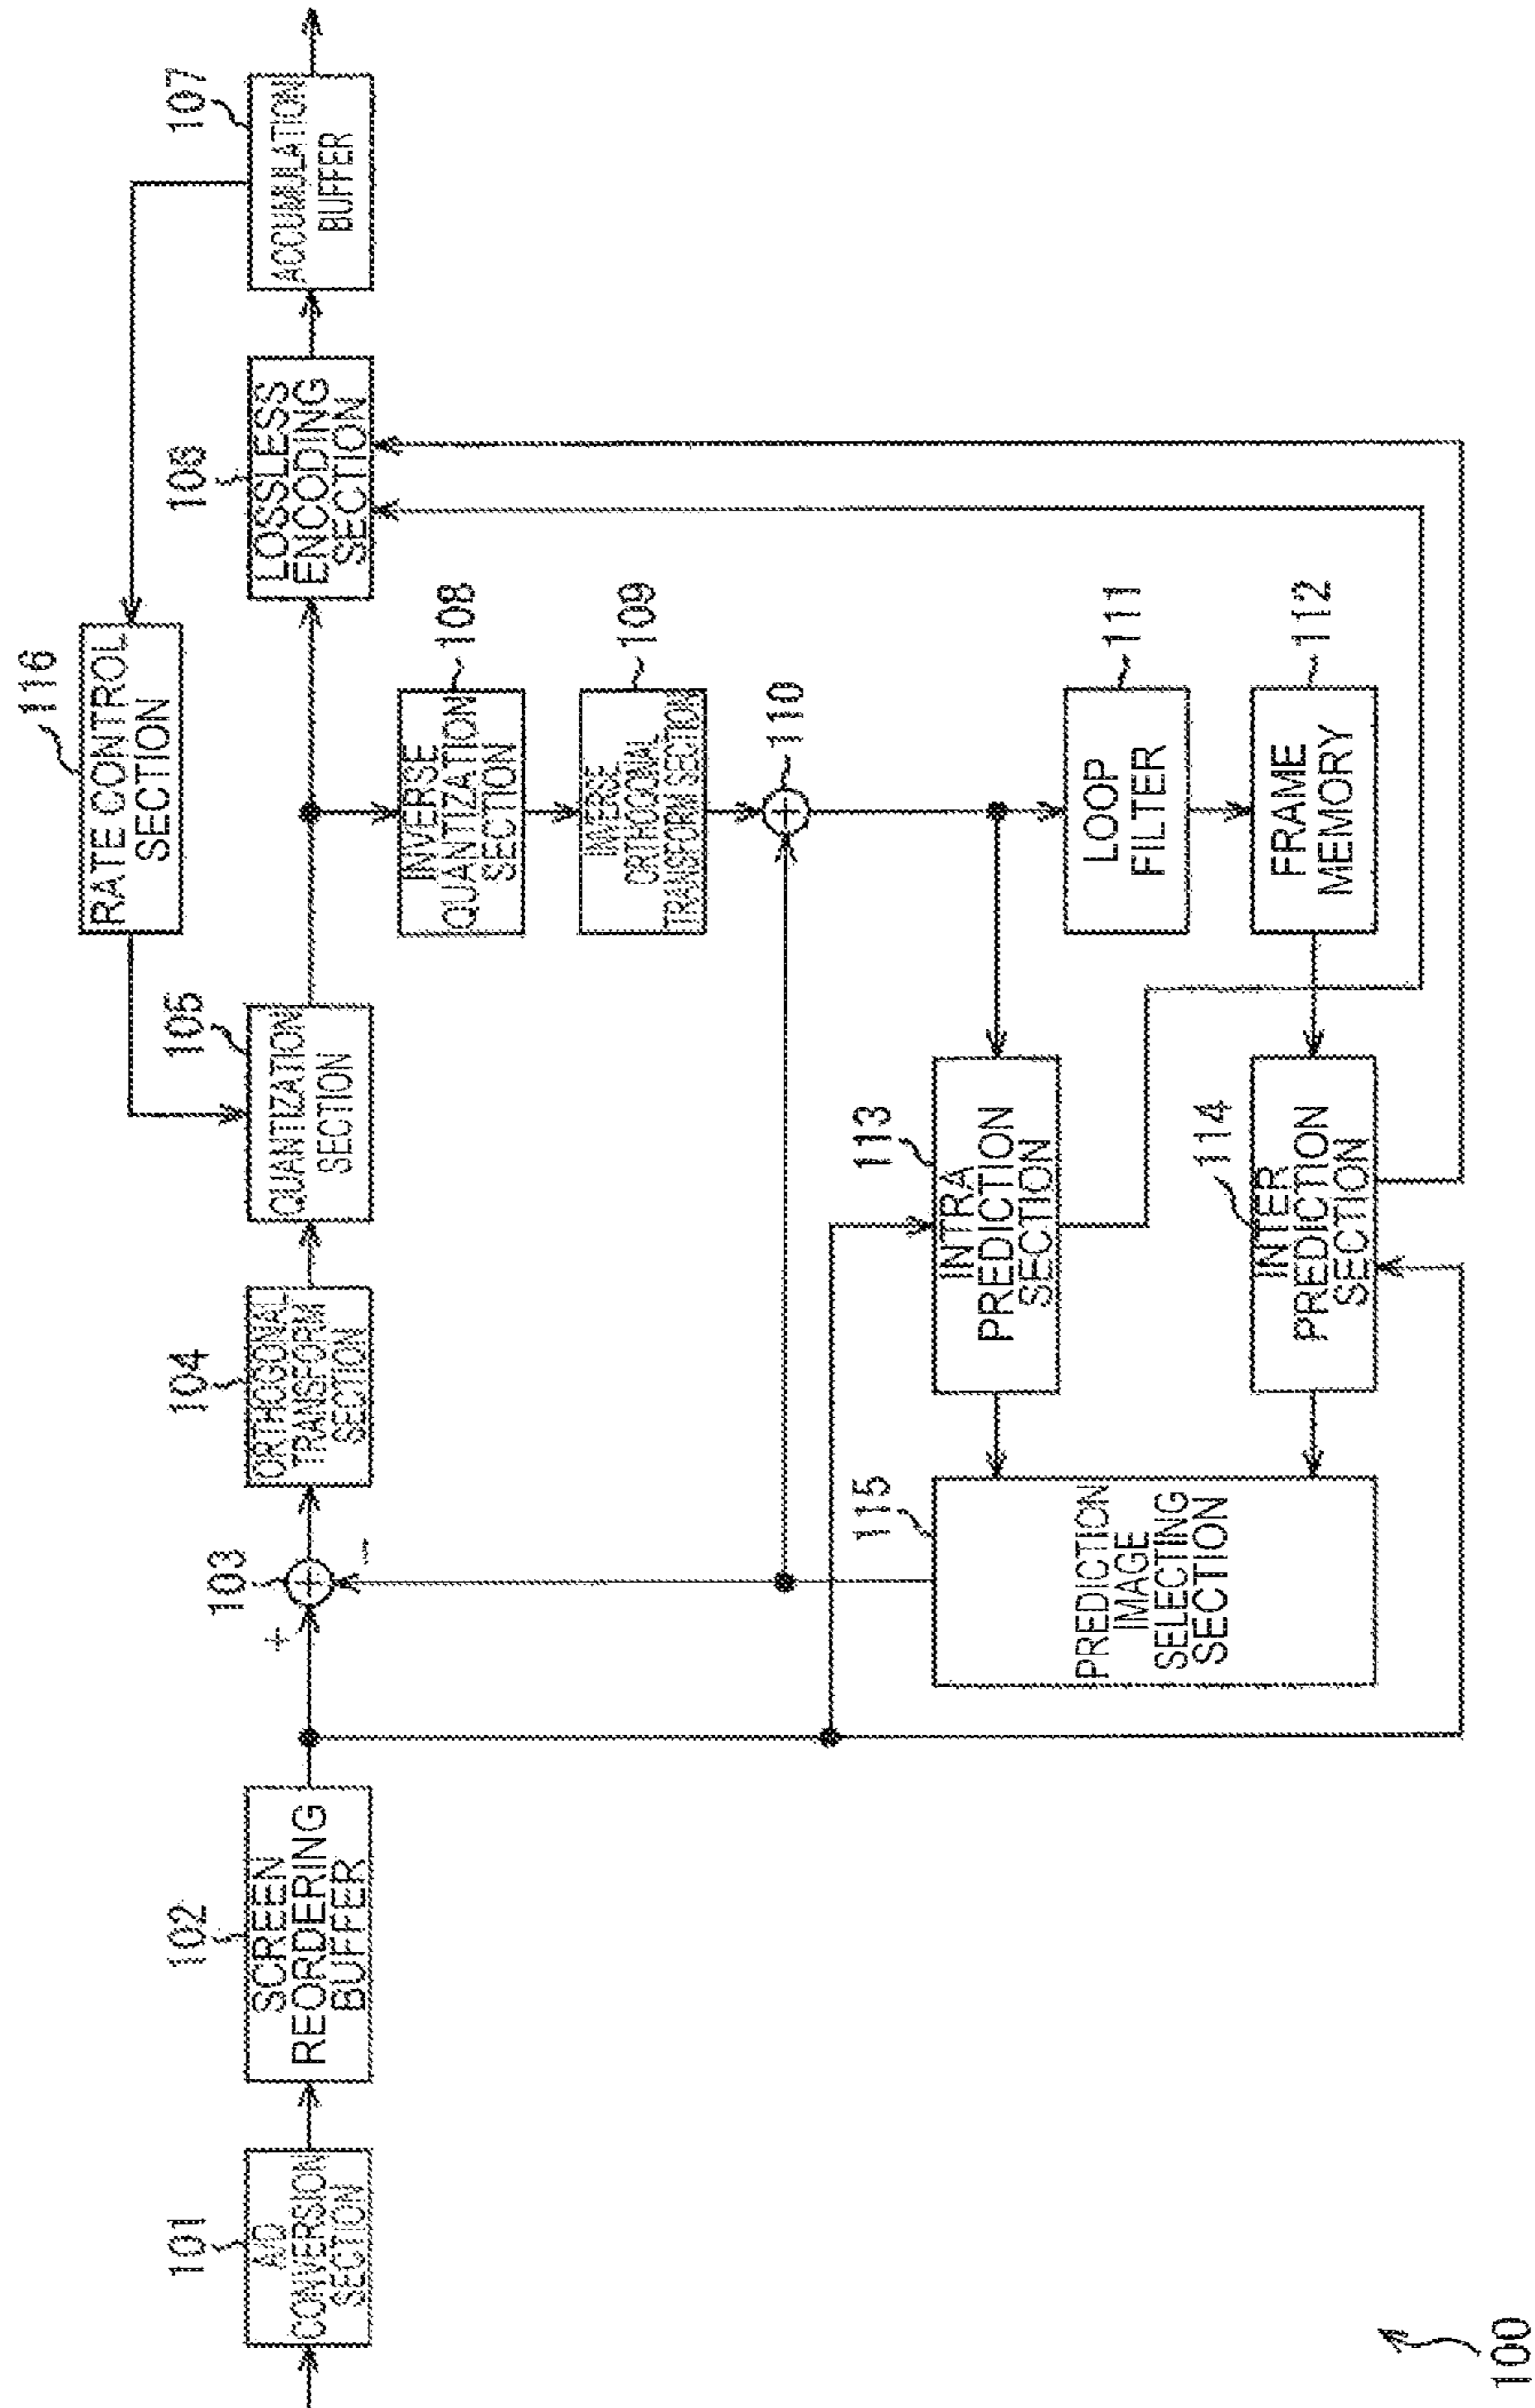 101
A/D
CONVERSION
SECTION
102
SCREEN
REORDERING
BUFFER
103
+
−
104
ORTHOGONAL
TRANSFORM
SECTION
105
QUANTIZATION
SECTION
116
RATE CONTROL
SECTION
106
LOSSLESS
ENCODING
SECTION
107
ACCUMULATION
BUFFER
108
INVERSE
QUANTIZATION
SECTION
109
INVERSE
ORTHOGONAL
TRANSFORM SECTION
110
115
PREDICTION
IMAGE
SELECTING
SECTION
113
INTRA
PREDICTION
SECTION
111
LOOP
FILTER
114
INTER
PREDICTION
SECTION
112
FRAME
MEMORY
100